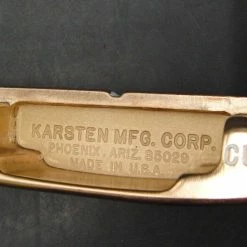 KARSTEN MFG. CORP.
PHOENIX, ARIZ. 85029
MADE IN U.S.A